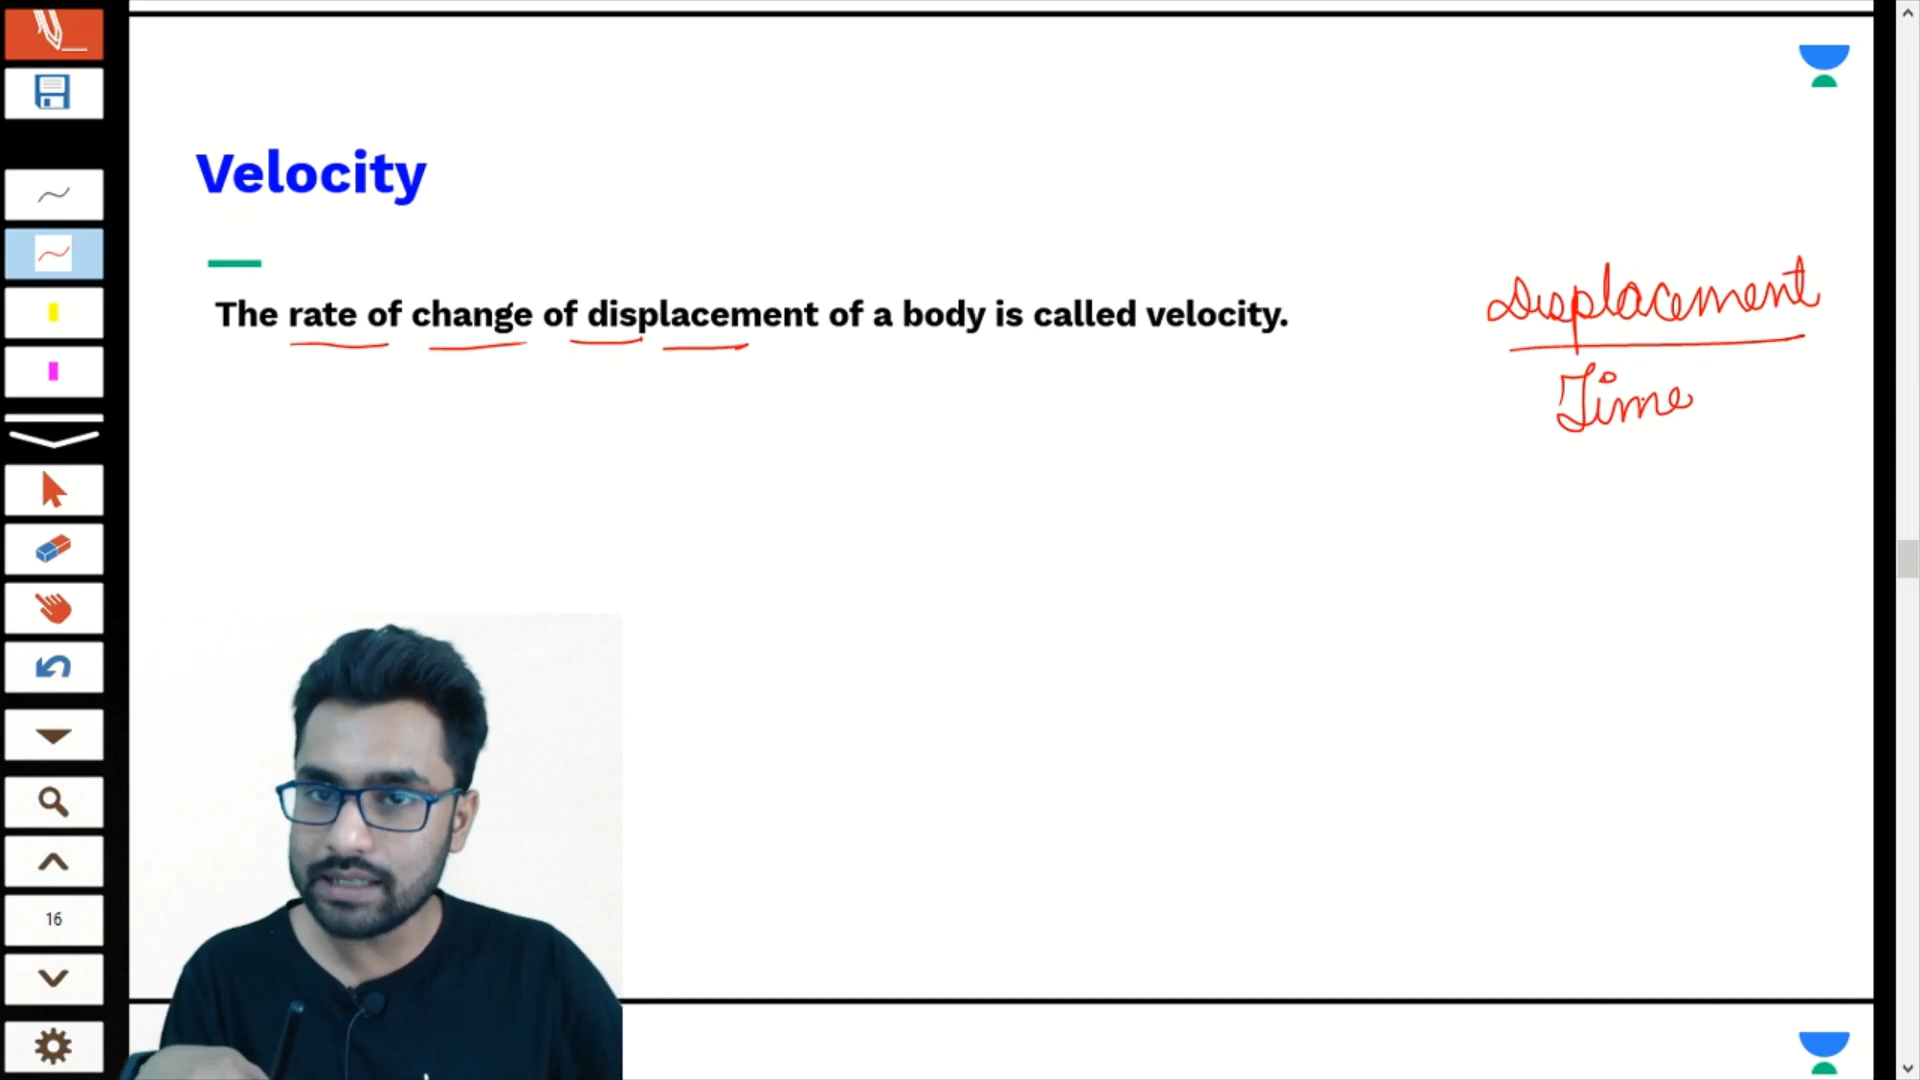 Velocity
The rate of change of displacement of a body is called velocity.
Displacement
Time
16